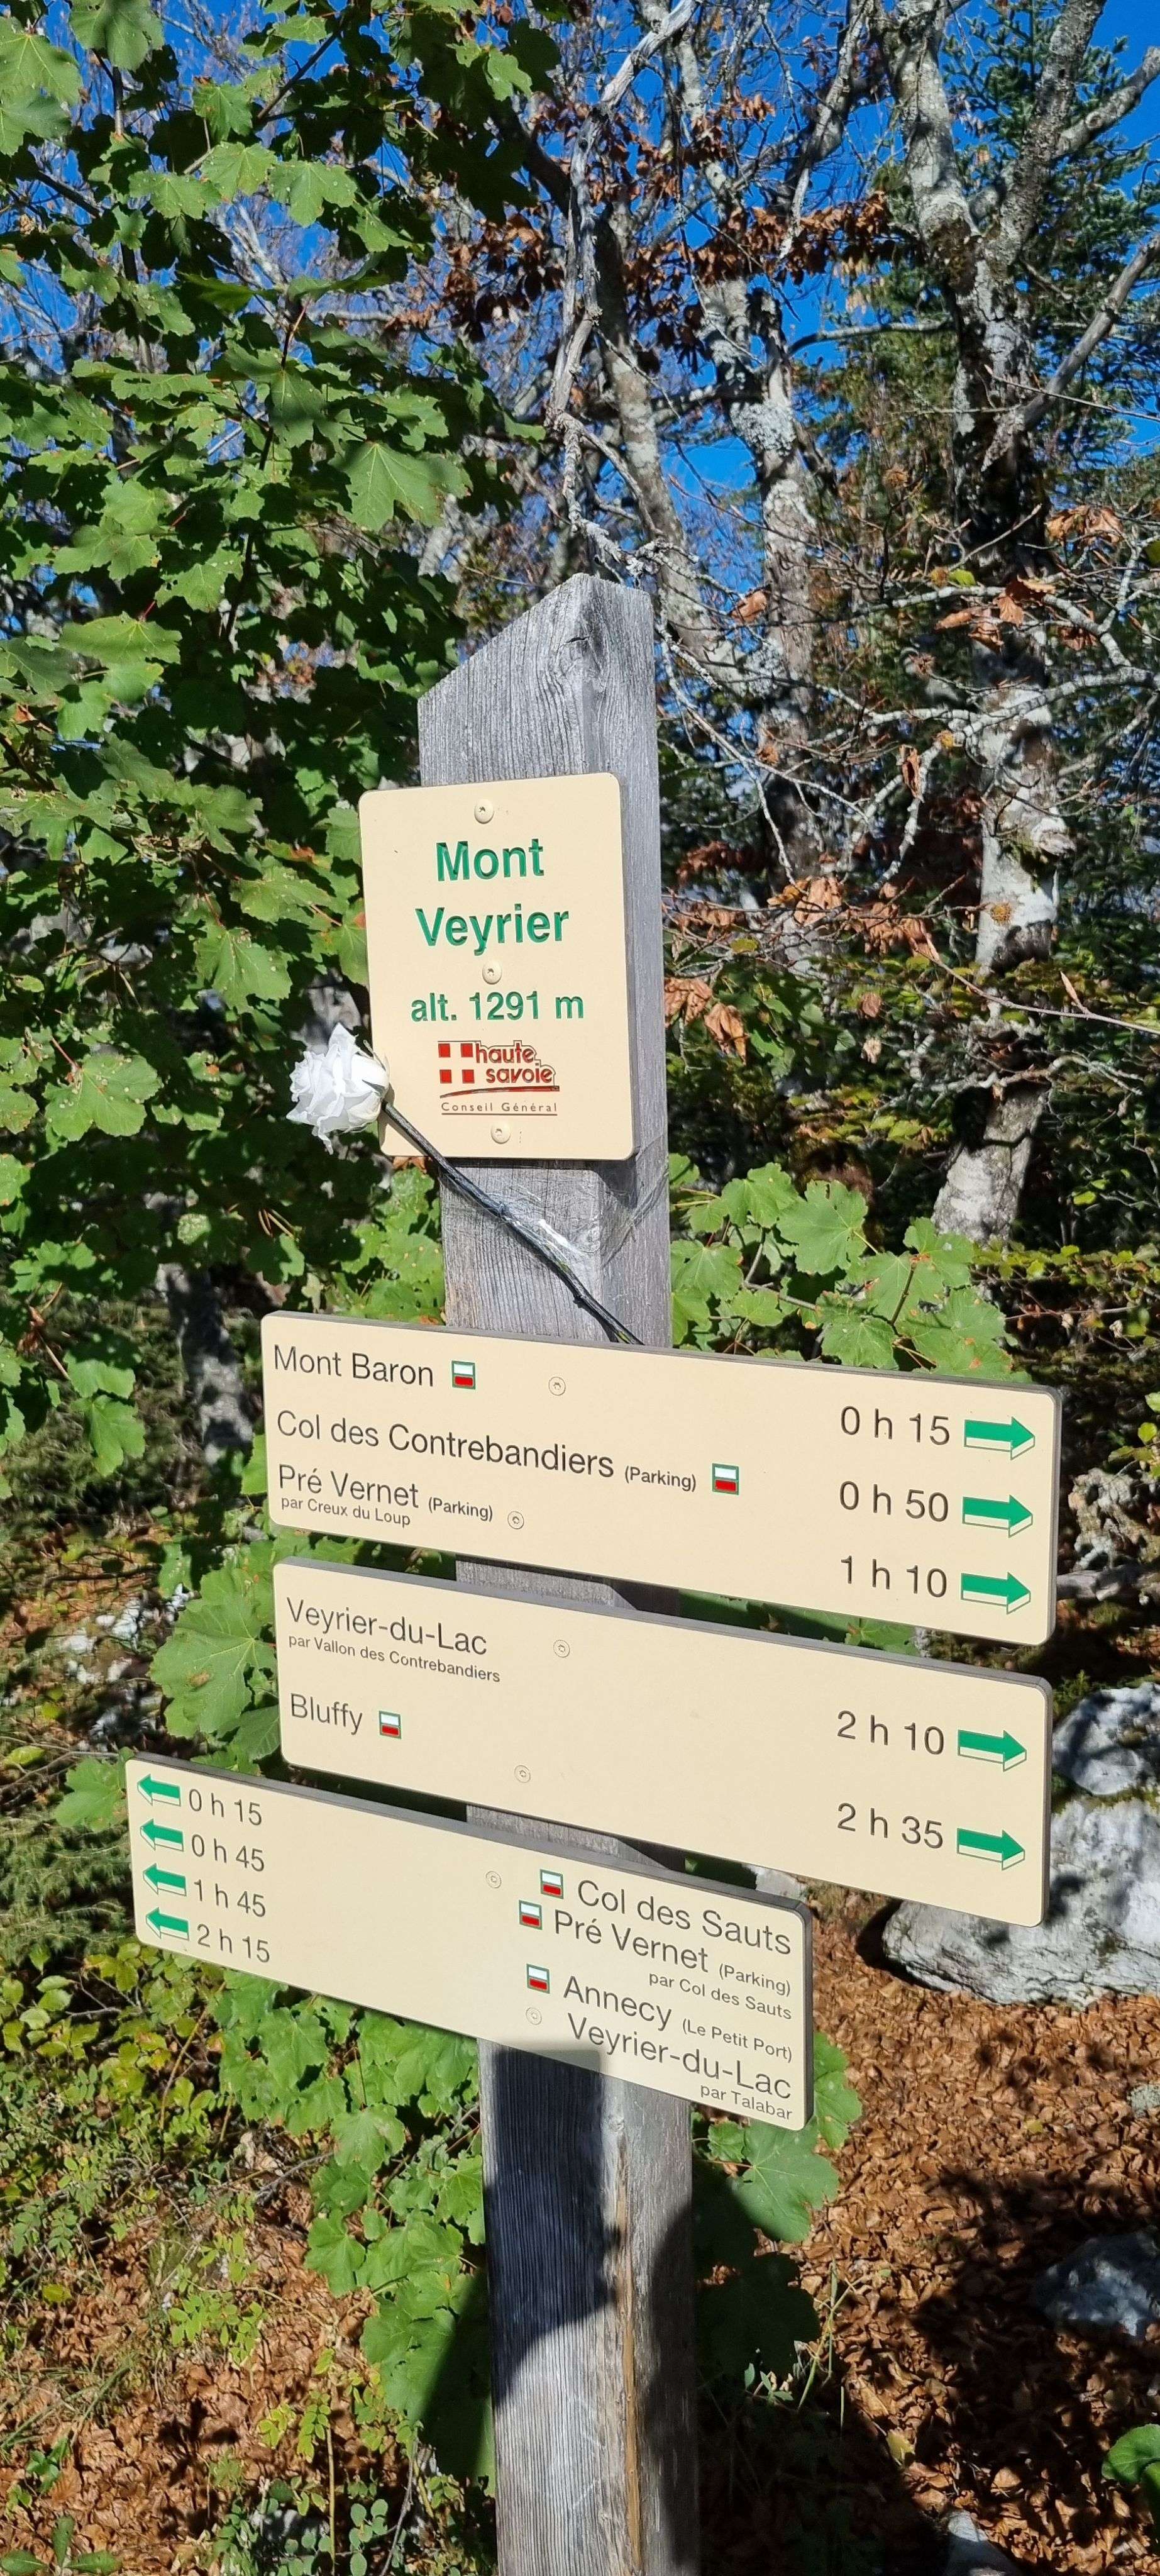 Mont
Veyrier
alt. 1291 m
haute
savoie
Conseil Général
Mont Baron 0 h 15
Col des Contrebandiers (Parking) 0 h 50
Pré Vernet (Parking) 1 h 10
par Creux du Loup
Veyrier-du-Lac 2 h 10
par Vallon des Contrebandiers
Bluffy 2 h 35
0 h 15 Col des Sauts
0 h 45 Pré Vernet (Parking)
par Col des Sauts
1 h 45 Annecy (Le Petit Port)
2 h 15 Veyrier-du-Lac
par Talabar